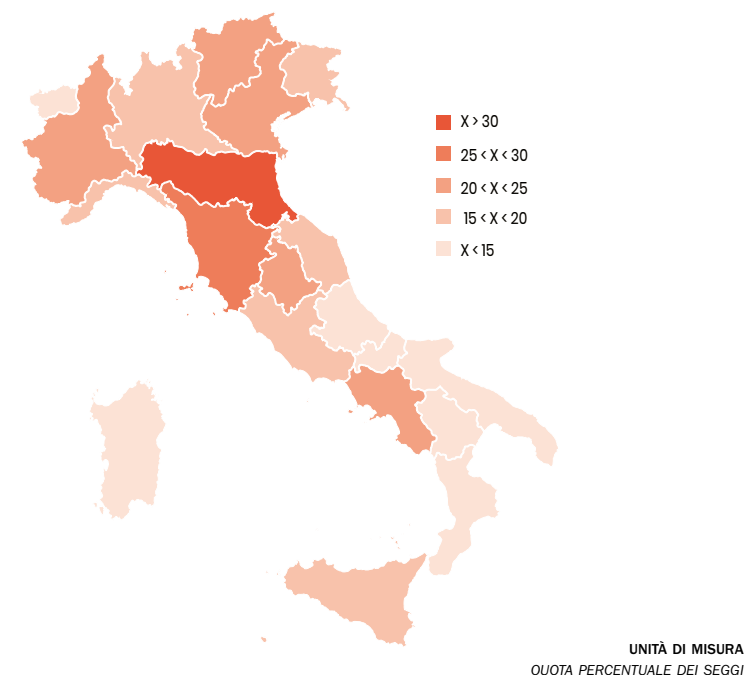 X > 30
25 < X < 30
20 < X < 25
15 < X < 20
X < 15
UNITÀ DI MISURA
QUOTA PERCENTUALE DEI SEGGI